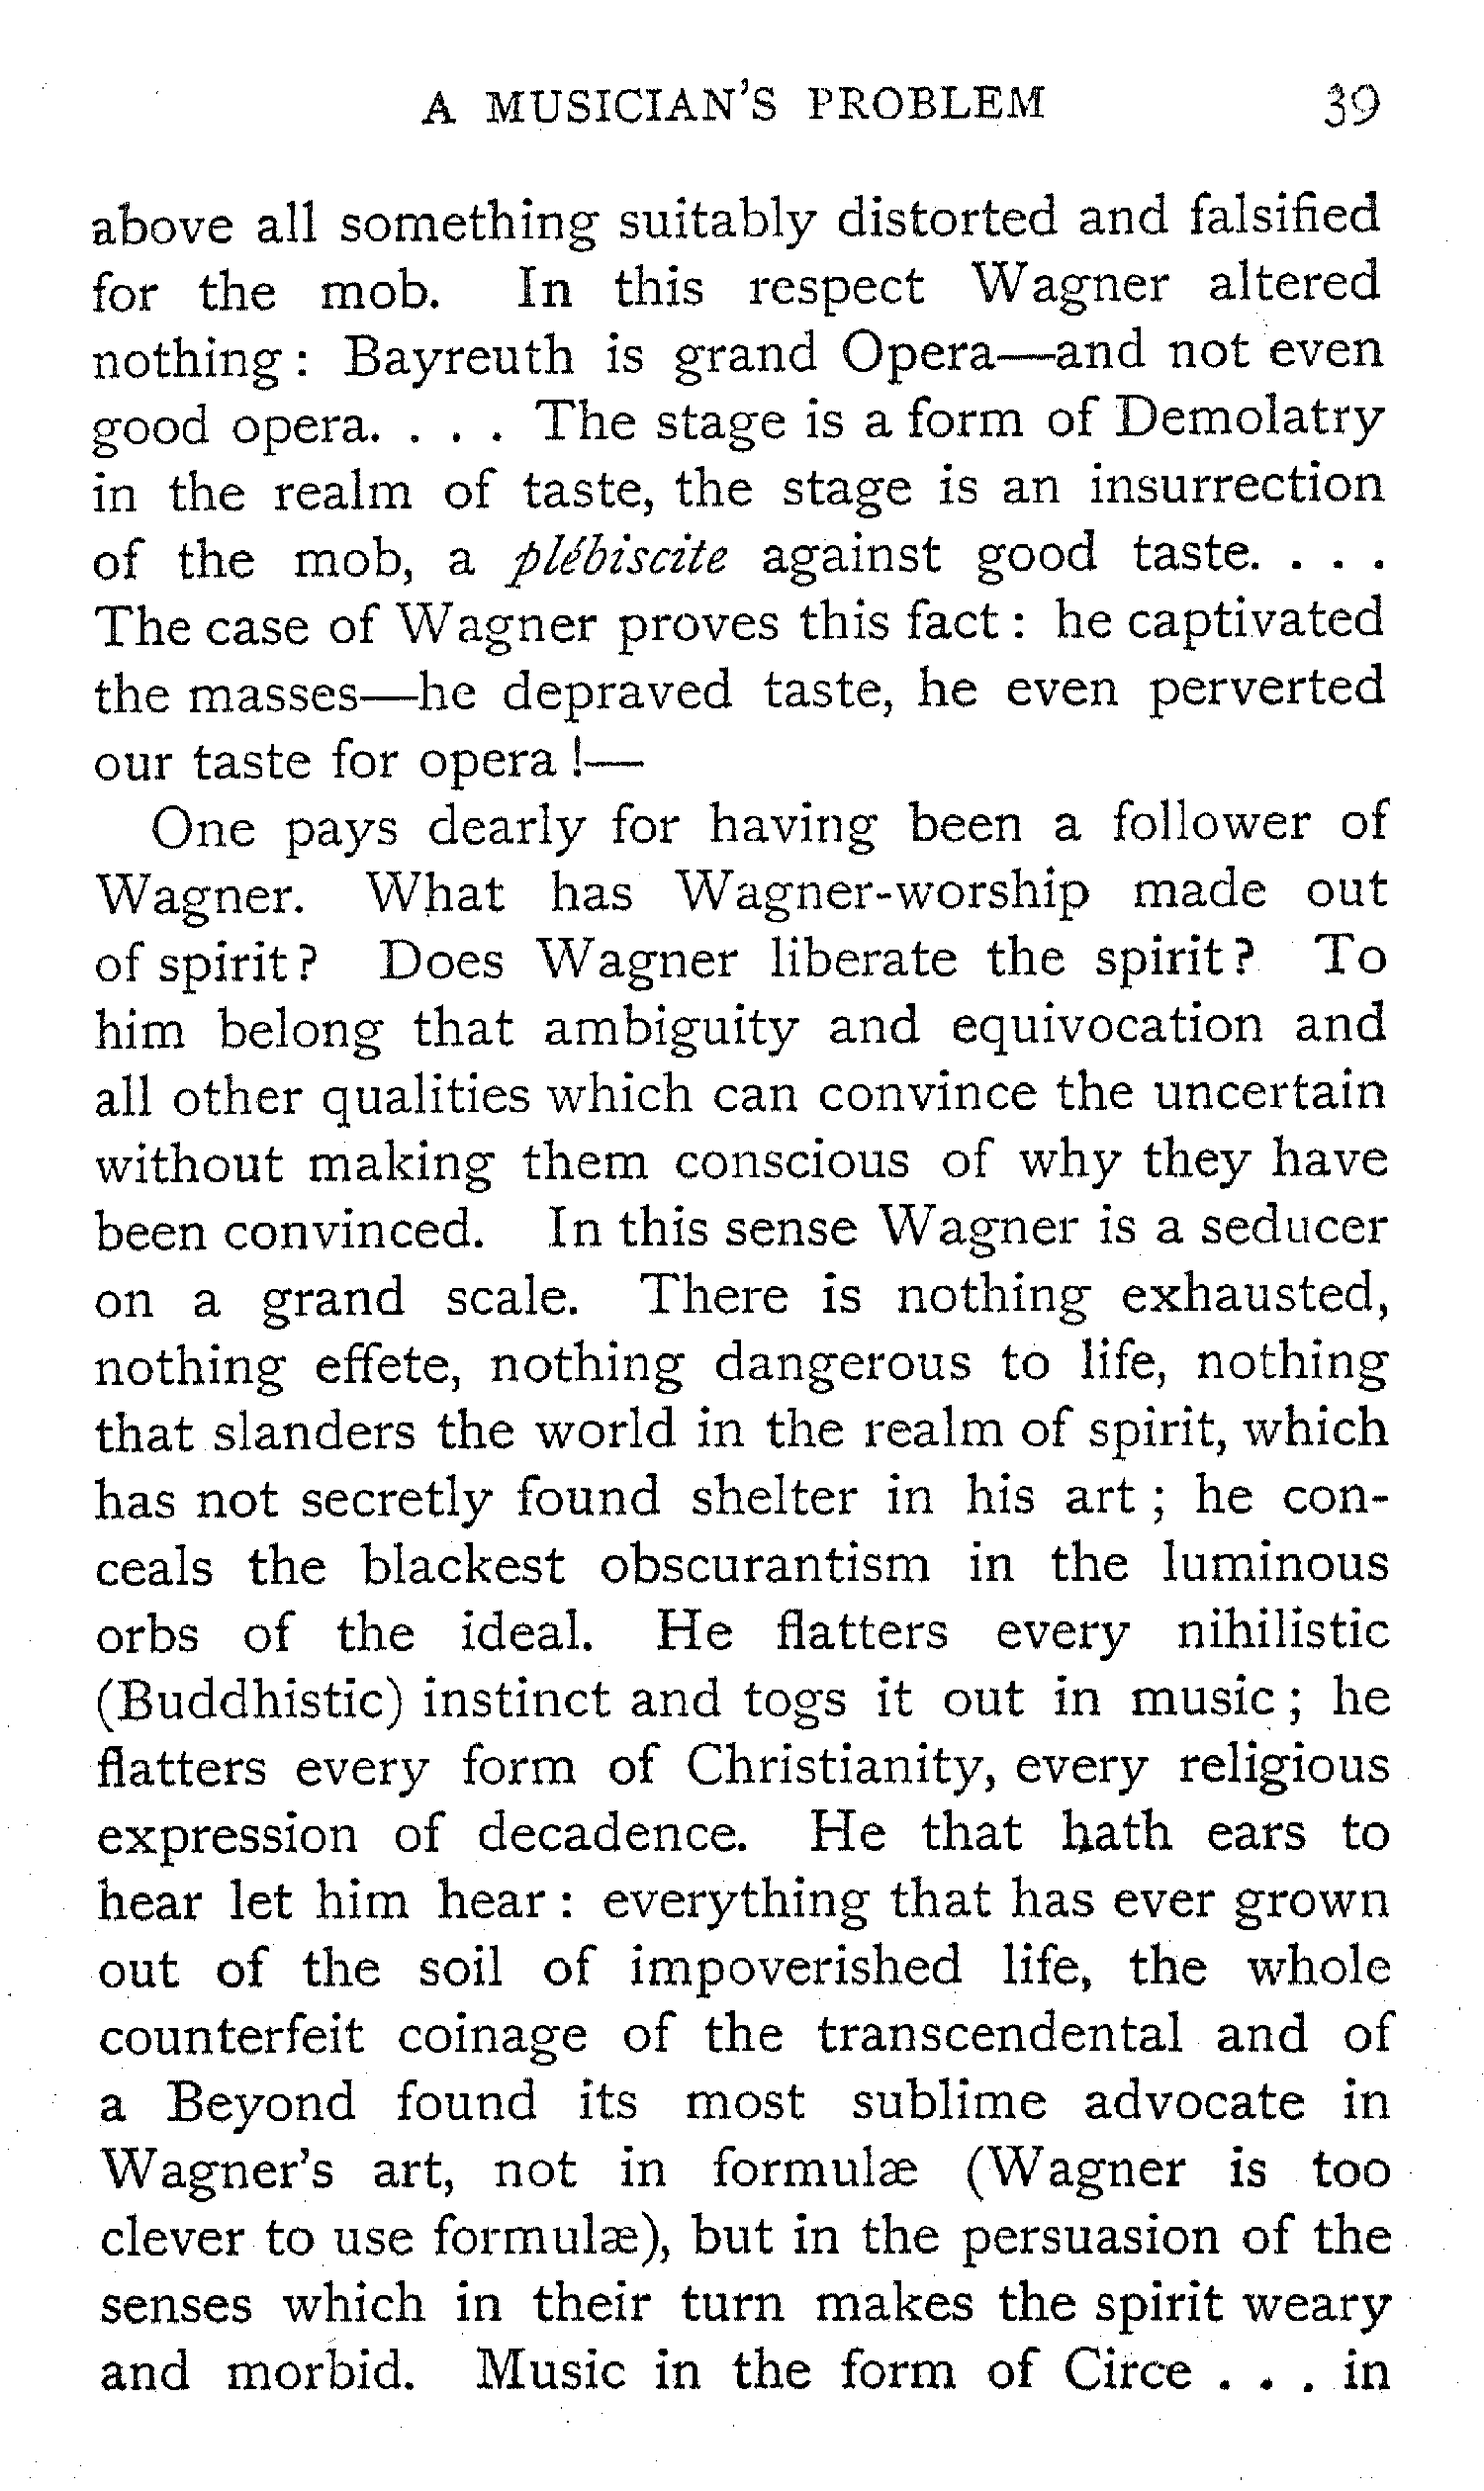 A MUSICIAN'S PROBLEM 39
above all something suitably distorted and falsified
for the mob. In this respect Wagner altered
nothing : Bayreuth is grand Opera—and not even
good opera. . . . The stage is a form of Demolatry
in the realm of taste, the stage is an insurrection
of the mob, a plébiscite against good taste. . . .
The case of Wagner proves this fact : he captivated
the masses—he depraved taste, he even perverted
our taste for opera !—
One pays dearly for having been a follower of
Wagner. What has Wagner-worship made out
of spirit ? Does Wagner liberate the spirit ? To
him belong that ambiguity and equivocation and
all other qualities which can convince the uncertain
without making them conscious of why they have
been convinced. In this sense Wagner is a seducer
on a grand scale. There is nothing exhausted,
nothing effete, nothing dangerous to life, nothing
that slanders the world in the realm of spirit, which
has not secretly found shelter in his art ; he con-
ceals the blackest obscurantism in the luminous
orbs of the ideal. He flatters every nihilistic
(Buddhistic) instinct and togs it out in music ; he
flatters every form of Christianity, every religious
expression of decadence. He that hath ears to
hear let him hear : everything that has ever grown
out of the soil of impoverished life, the whole
counterfeit coinage of the transcendental and of
a Beyond found its most sublime advocate in
Wagner's art, not in formulæ (Wagner is too
clever to use formulæ), but in the persuasion of the
senses which in their turn makes the spirit weary
and morbid. Music in the form of Circe . . . in